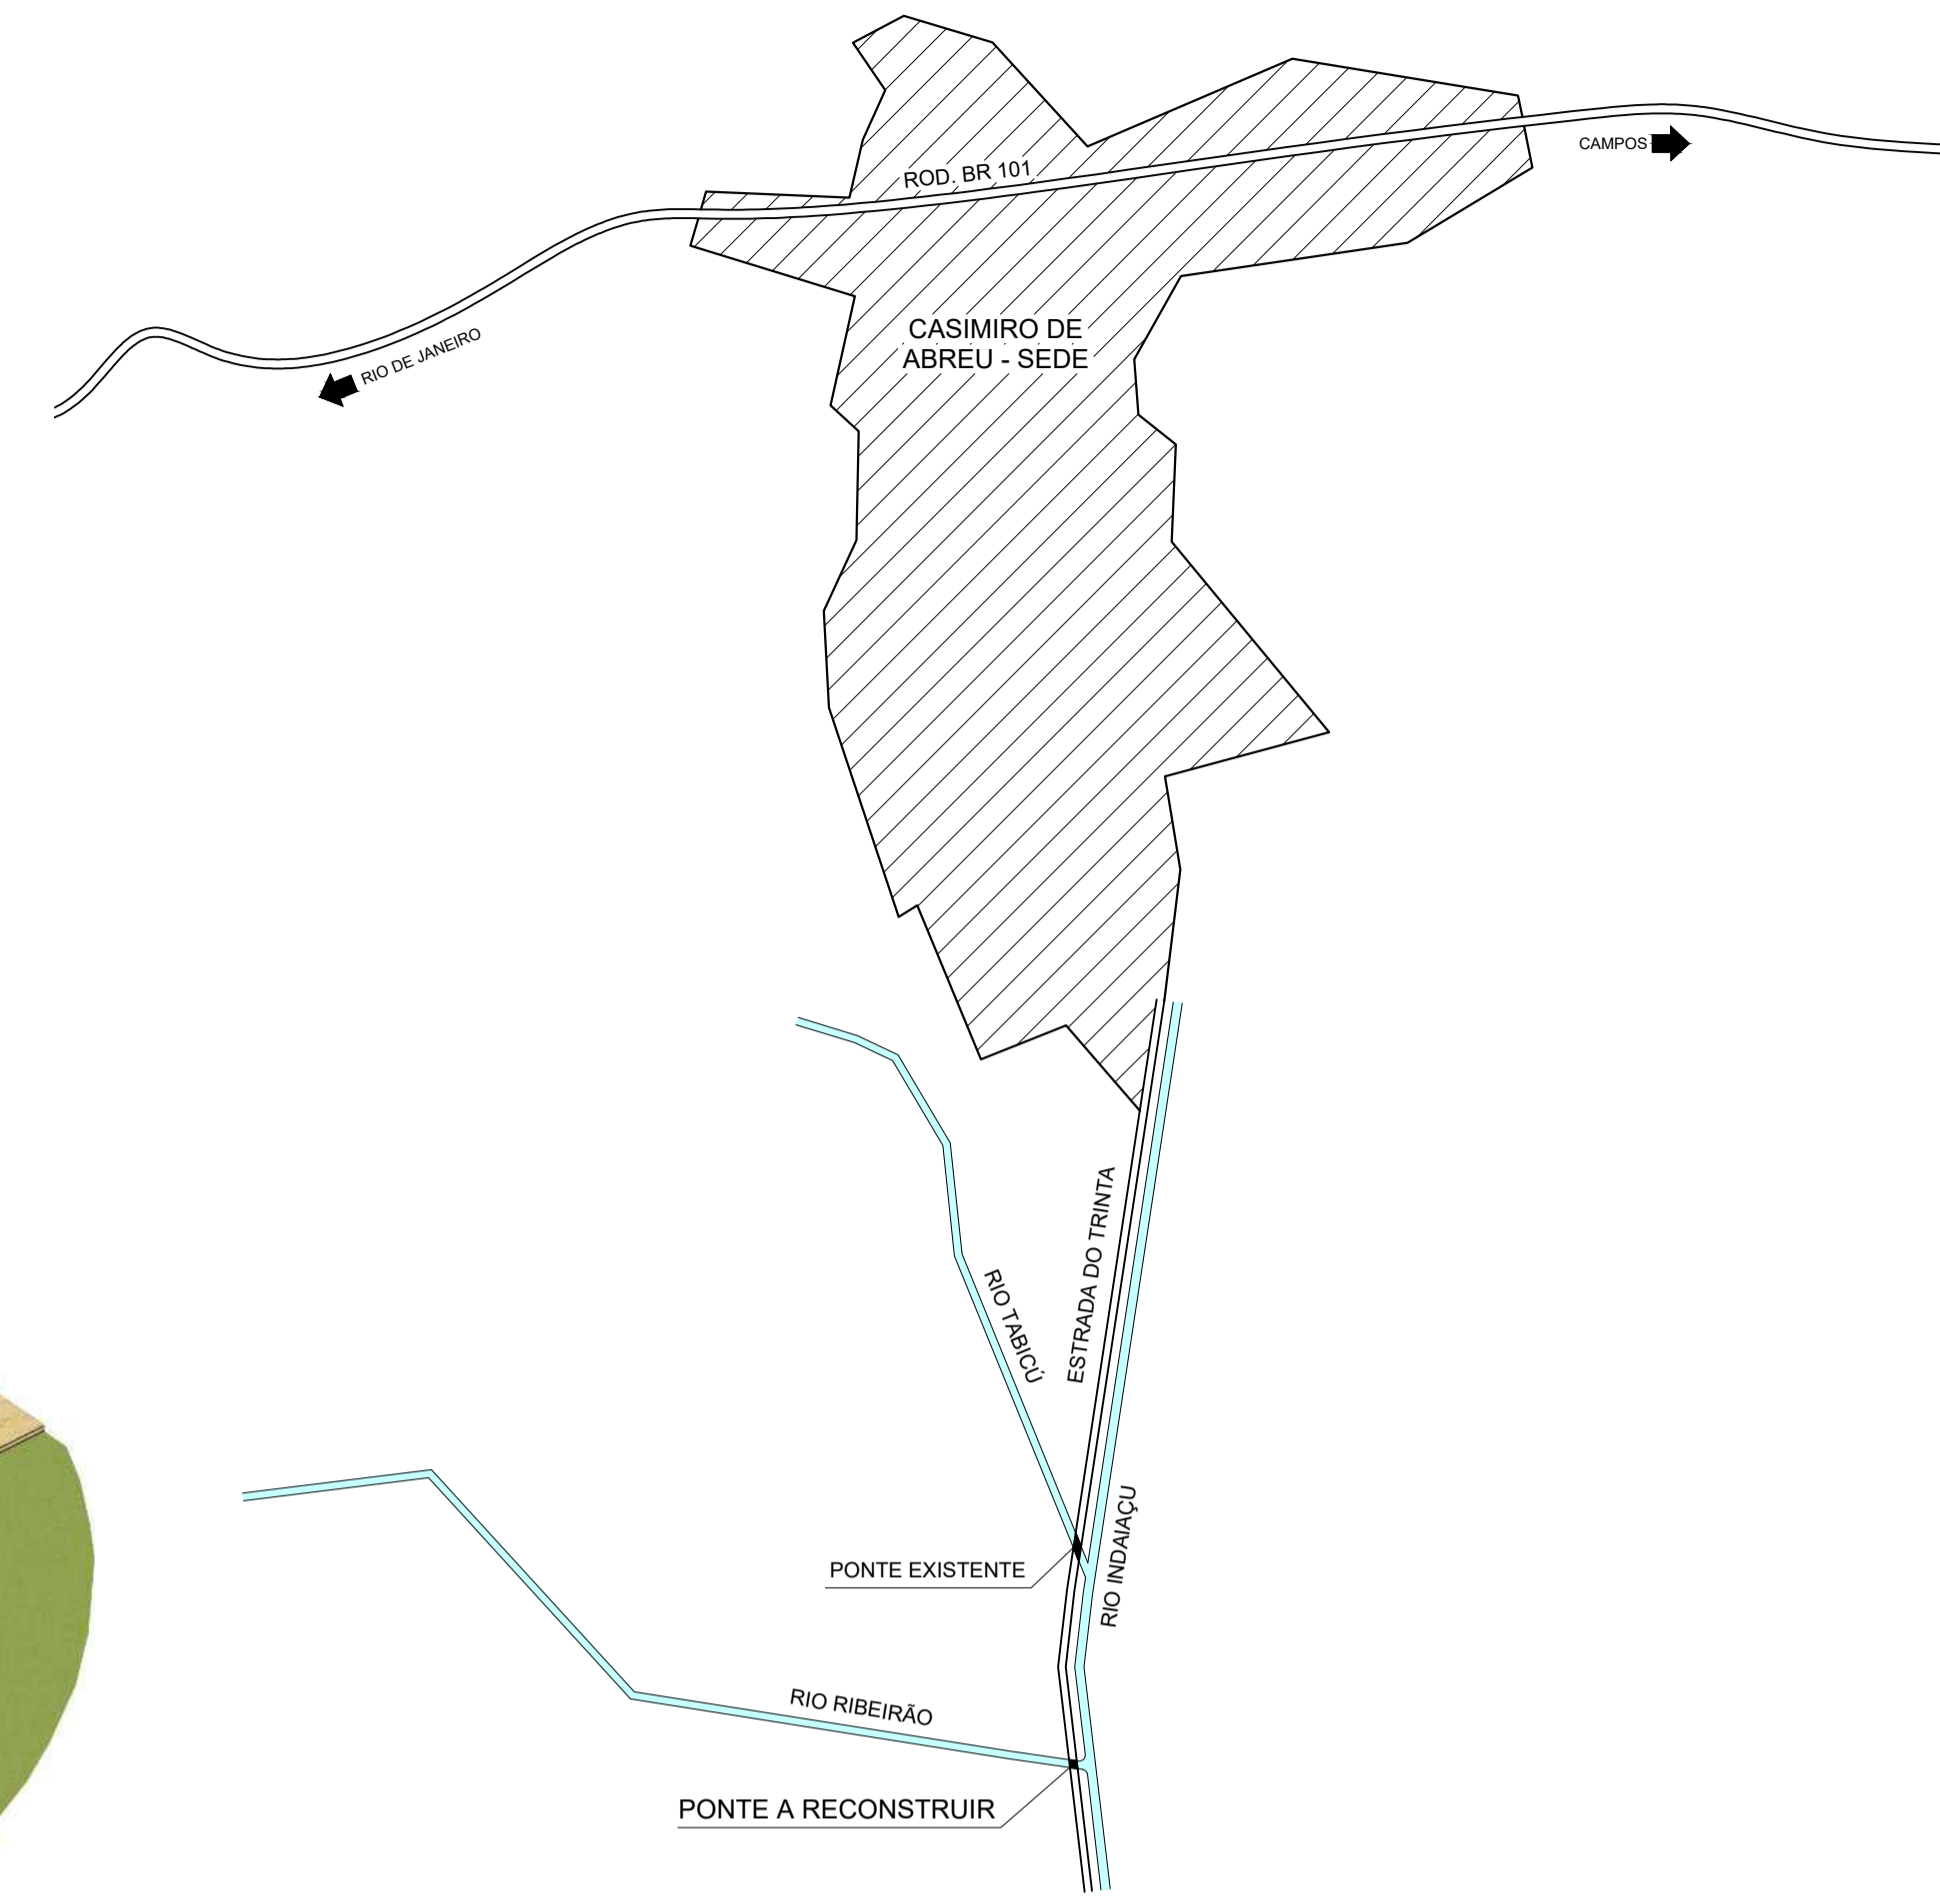 CAMPOS
ROD. BR 101
RIO DE JANEIRO
CASIMIRO DE
ABREU - SEDE
ESTRADA DO TRINTA
RIO TABICÚ
RIO INDAIAÇU
PONTE EXISTENTE
RIO RIBEIRÃO
PONTE A RECONSTRUIR